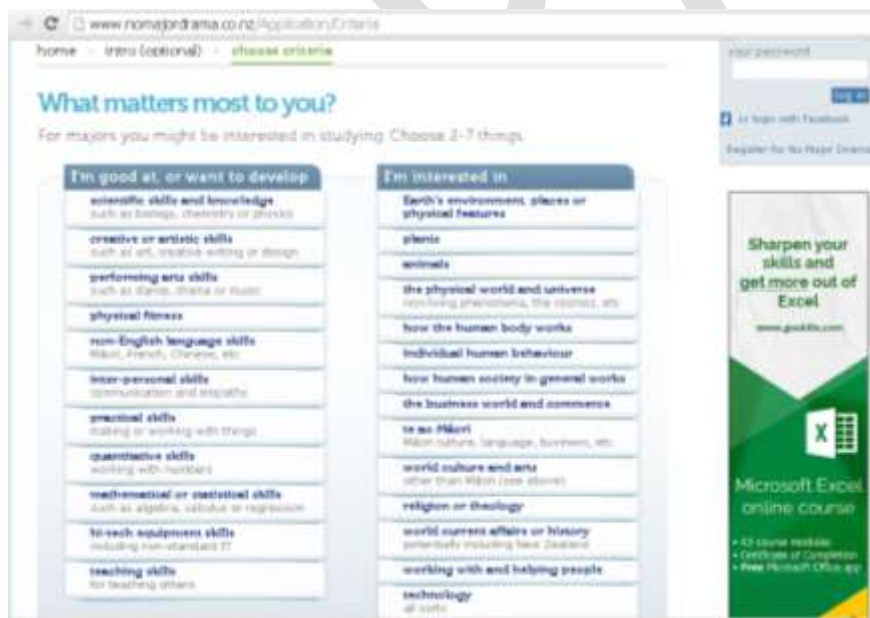 www.nomajordrama.co.nz/Application/Criteria
home intro (optional) choose criteria
What matters most to you?
For majors you might be interested in studying. Choose 2-7 things.
I'm good at, or want to develop
scientific skills and knowledge
such as biology, chemistry or physics
creative or artistic skills
such as art, creative writing or design
performing arts skills
such as dance, drama or music
physical fitness
non-English language skills
Māori, French, Chinese, etc
inter-personal skills
communication and empathy
practical skills
making or working with things
quantitative skills
working with numbers
mathematical or statistical skills
such as algebra, calculus or regression
hi-tech equipment skills
including non-standard IT
teaching skills
for teaching others
I'm interested in
Earth's environment, places or
physical features
plants
animals
the physical world and universe
non-living phenomena, the cosmos, etc
how the human body works
individual human behaviour
how human society in general works
the business world and commerce
te ao Māori
Māori culture, language, business, etc
world culture and arts
other than Māori (see above)
religion or theology
world current affairs or history
potentially including New Zealand
working with and helping people
technology
all sorts
your password
log in
or login with Facebook
Register for No Major Drama
Sharpen your
skills and
get more out of
Excel
www.goskills.com
X
Microsoft Excel
online course
• course modules
• Certificate of Completion
• Free Microsoft Office app